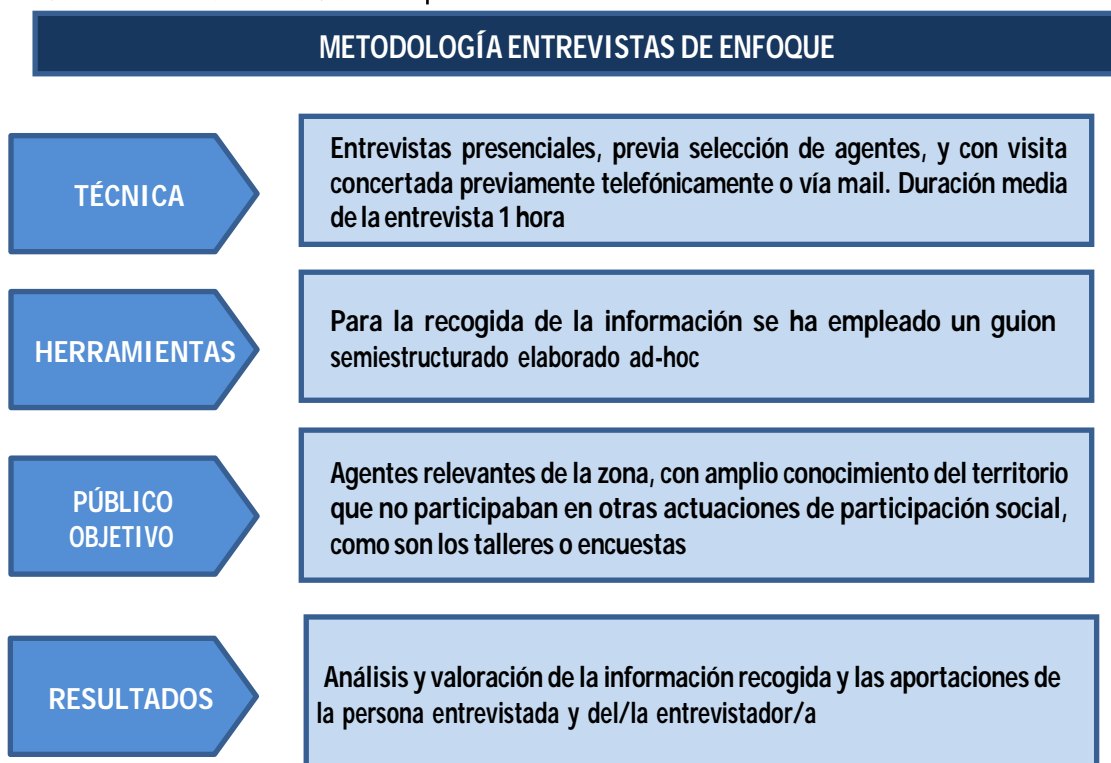 METODOLOGÍA ENTREVISTAS DE ENFOQUE
TÉCNICA
Entrevistas presenciales, previa selección de agentes, y con visita
concertada previamente telefónicamente o vía mail. Duración media
de la entrevista 1 hora
HERRAMIENTAS
Para la recogida de la información se ha empleado un guion
semiestructurado elaborado ad-hoc
PÚBLICO
OBJETIVO
Agentes relevantes de la zona, con amplio conocimiento del territorio
que no participaban en otras actuaciones de participación social,
como son los talleres o encuestas
RESULTADOS
Análisis y valoración de la información recogida y las aportaciones de
la persona entrevistada y del/la entrevistador/a